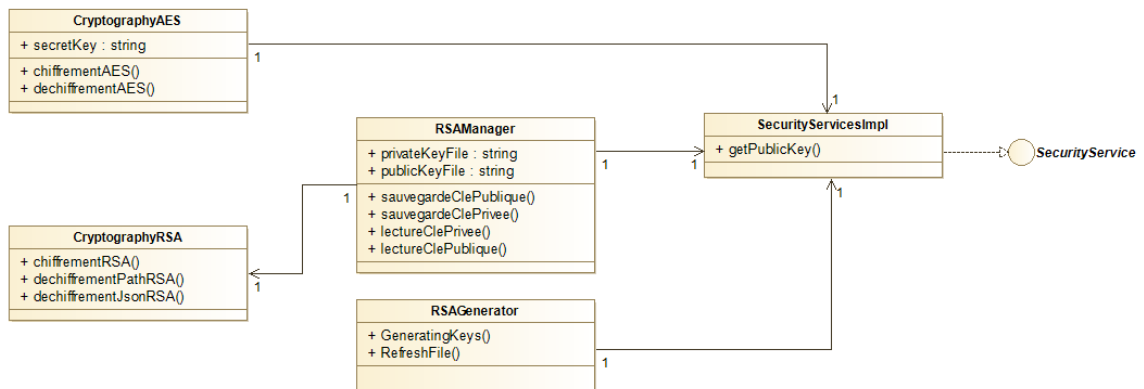 CryptographyAES
+ secretKey : string
+ chiffrementAES()
+ dechiffrementAES()
1
1
RSAManager
+ privateKeyFile : string
+ publicKeyFile : string
+ sauvegardeClePublique()
+ sauvegardeClePrivee()
+ lectureClePrivee()
+ lectureClePublique()
1
1
1
1
SecurityServicesImpl
+ getPublicKey()
SecurityService
CryptographyRSA
+ chiffrementRSA()
+ dechiffrementPathRSA()
+ dechiffrementJsonRSA()
RSAGenerator
+ GeneratingKeys()
+ RefreshFile()
1
1